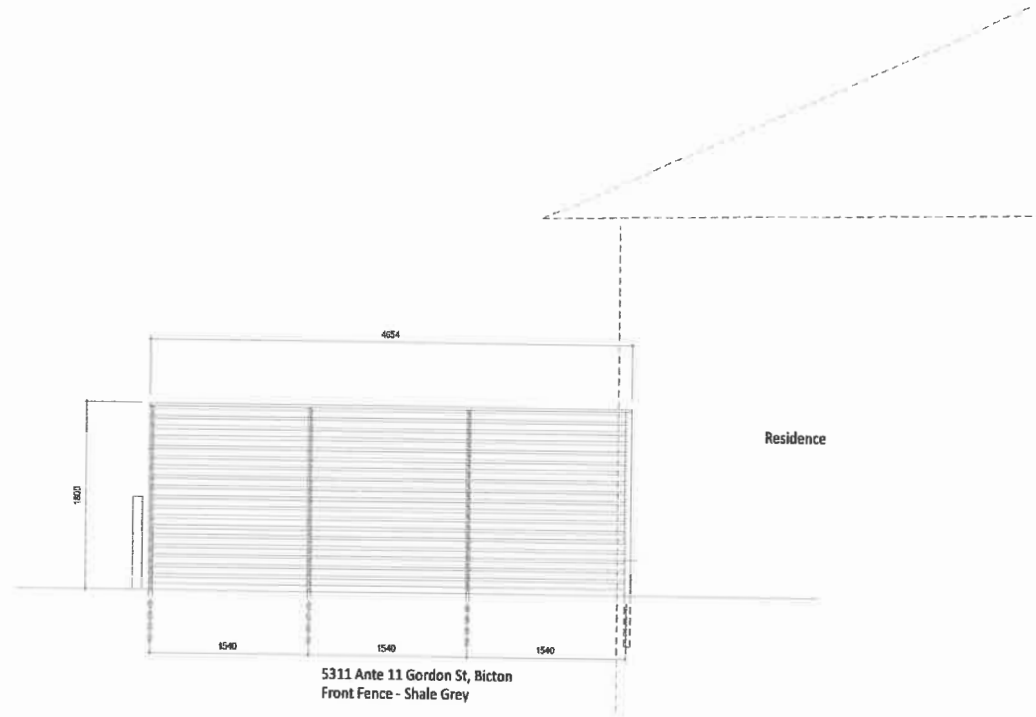 4654
Residence
1800
1540
1540
1540
5311 Ante 11 Gordon St, Bicton
Front Fence - Shale Grey